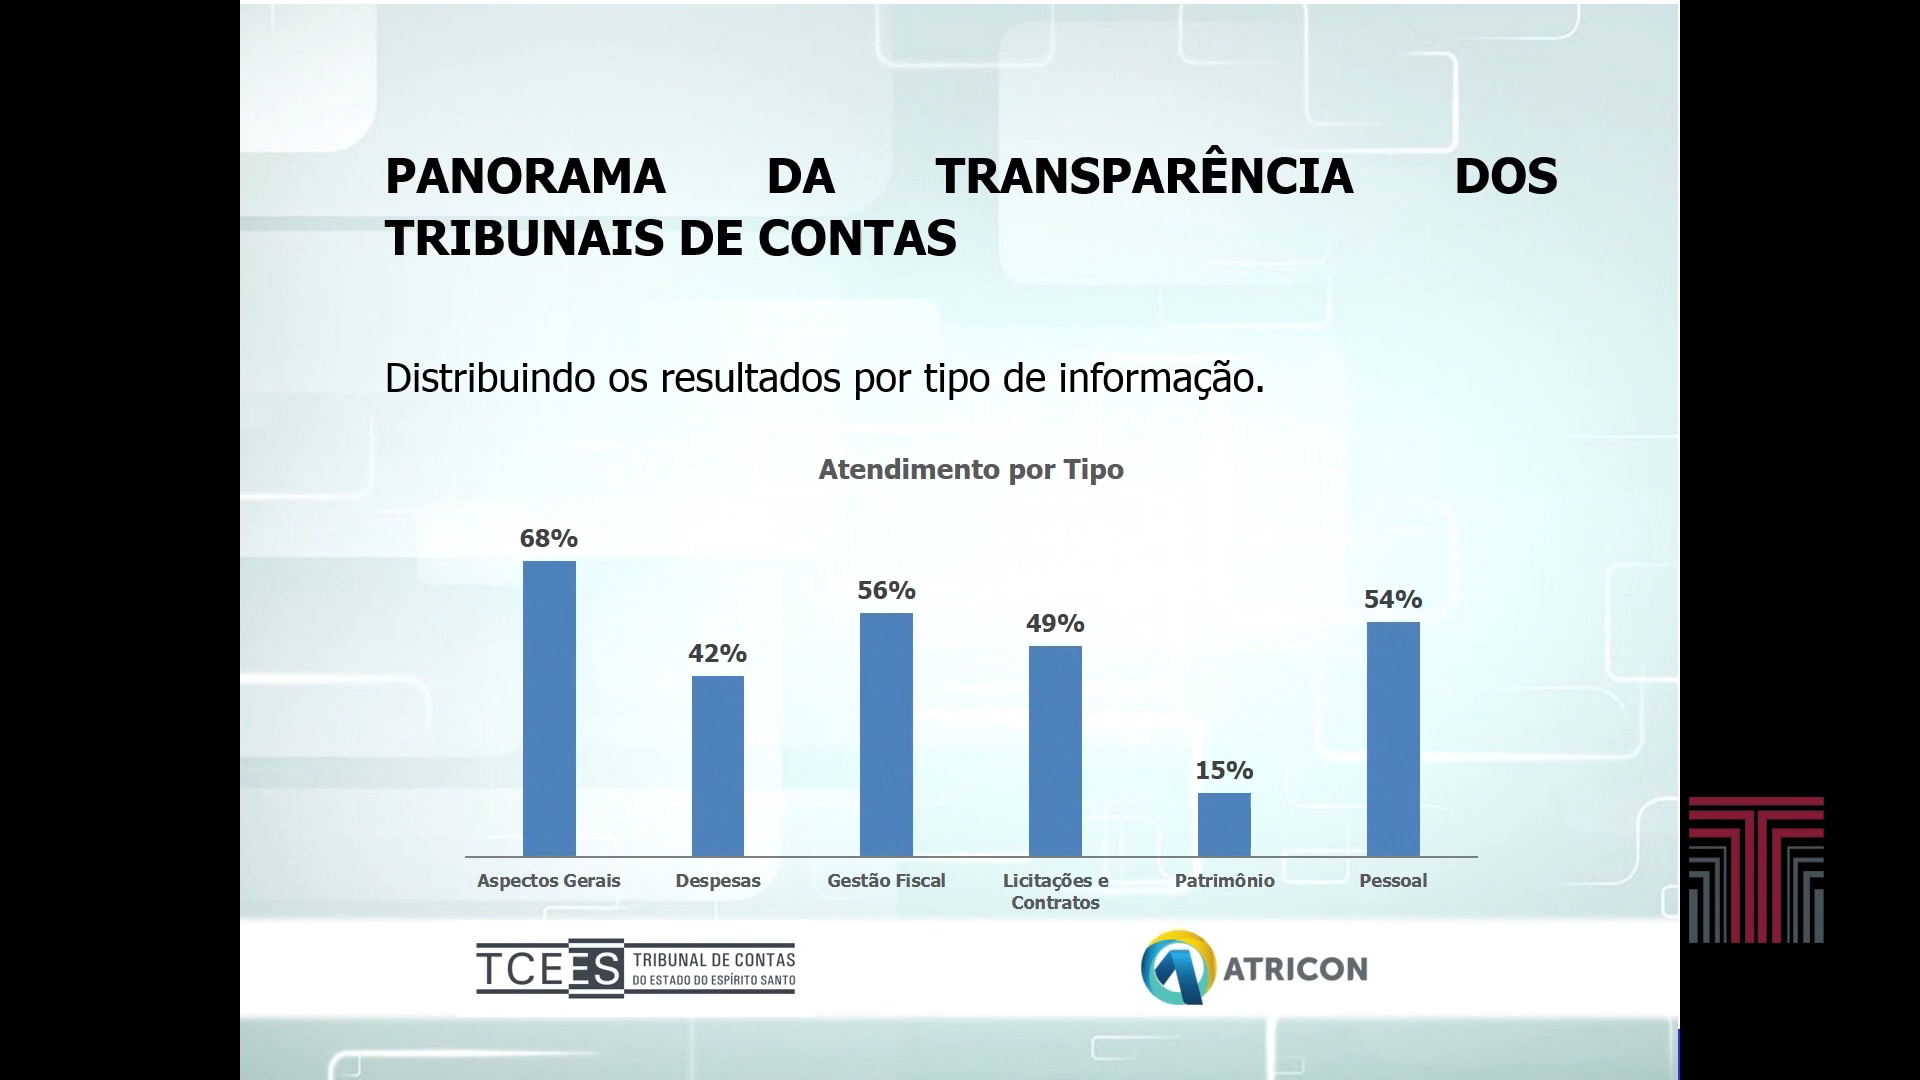 PANORAMA DA TRANSPARÊNCIA DOS
TRIBUNAIS DE CONTAS
Distribuindo os resultados por tipo de informação.
Atendimento por Tipo
68%
42%
56%
49%
15%
54%
Aspectos Gerais
Despesas
Gestão Fiscal
Licitações e
Contratos
Patrimônio
Pessoal
TCEES
TRIBUNAL DE CONTAS
DO ESTADO DO ESPÍRITO SANTO
ATRICON